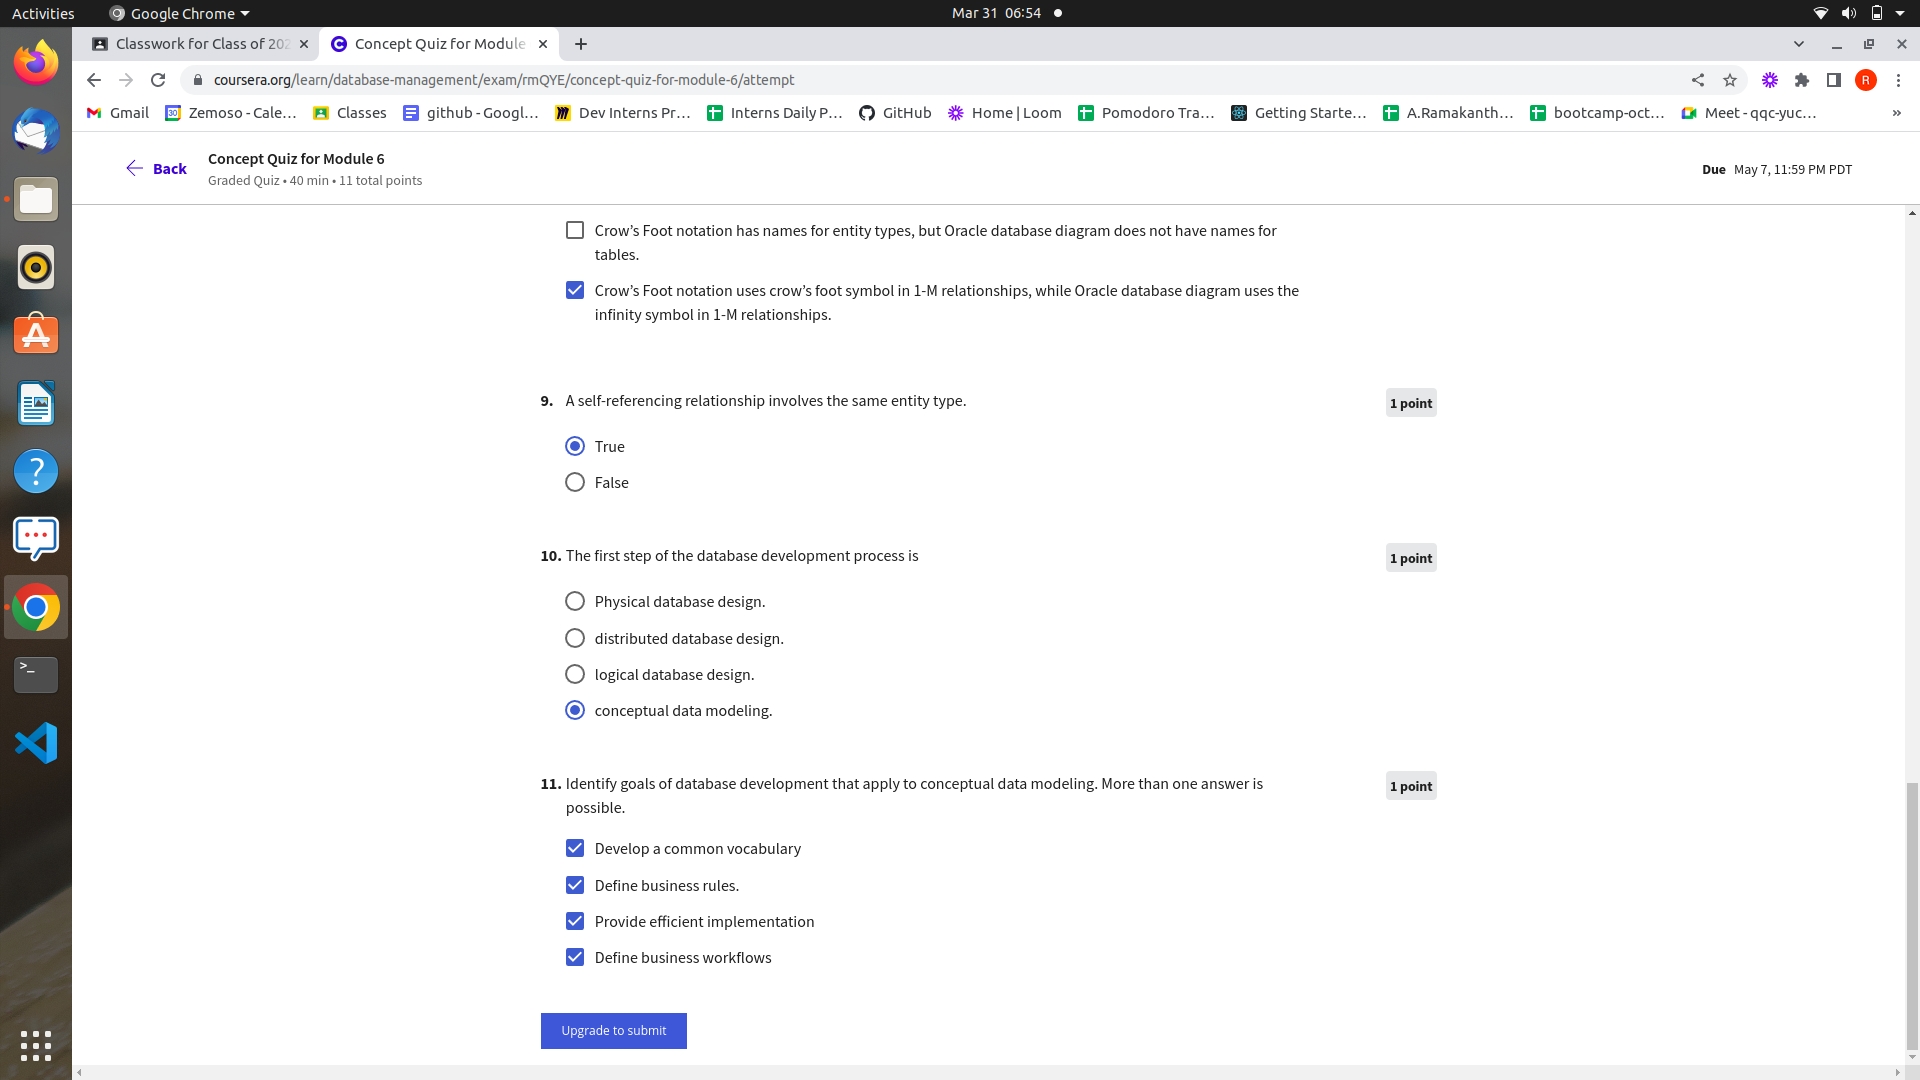 Activities
Google Chrome
Mar 31 06:54
Classwork for Class of 202
Concept Quiz for Module
coursera.org/learn/database-management/exam/rmQYE/concept-quiz-for-module-6/attempt
R
Gmail
Zemoso - Cale…
Classes
github - Googl…
Dev Interns Pr…
Interns Daily P…
GitHub
Home | Loom
Pomodoro Tra…
Getting Starte…
A.Ramakanth…
bootcamp-oct…
Meet - qqc-yuc…
»
Back
Concept Quiz for Module 6
Graded Quiz • 40 min • 11 total points
Due May 7, 11:59 PM PDT
Crow’s Foot notation has names for entity types, but Oracle database diagram does not have names for
tables.
Crow’s Foot notation uses crow’s foot symbol in 1-M relationships, while Oracle database diagram uses the
infinity symbol in 1-M relationships.
9. A self-referencing relationship involves the same entity type.
1 point
True
False
10. The first step of the database development process is
1 point
Physical database design.
distributed database design.
logical database design.
conceptual data modeling.
11. Identify goals of database development that apply to conceptual data modeling. More than one answer is
possible.
1 point
Develop a common vocabulary
Define business rules.
Provide efficient implementation
Define business workflows
Upgrade to submit